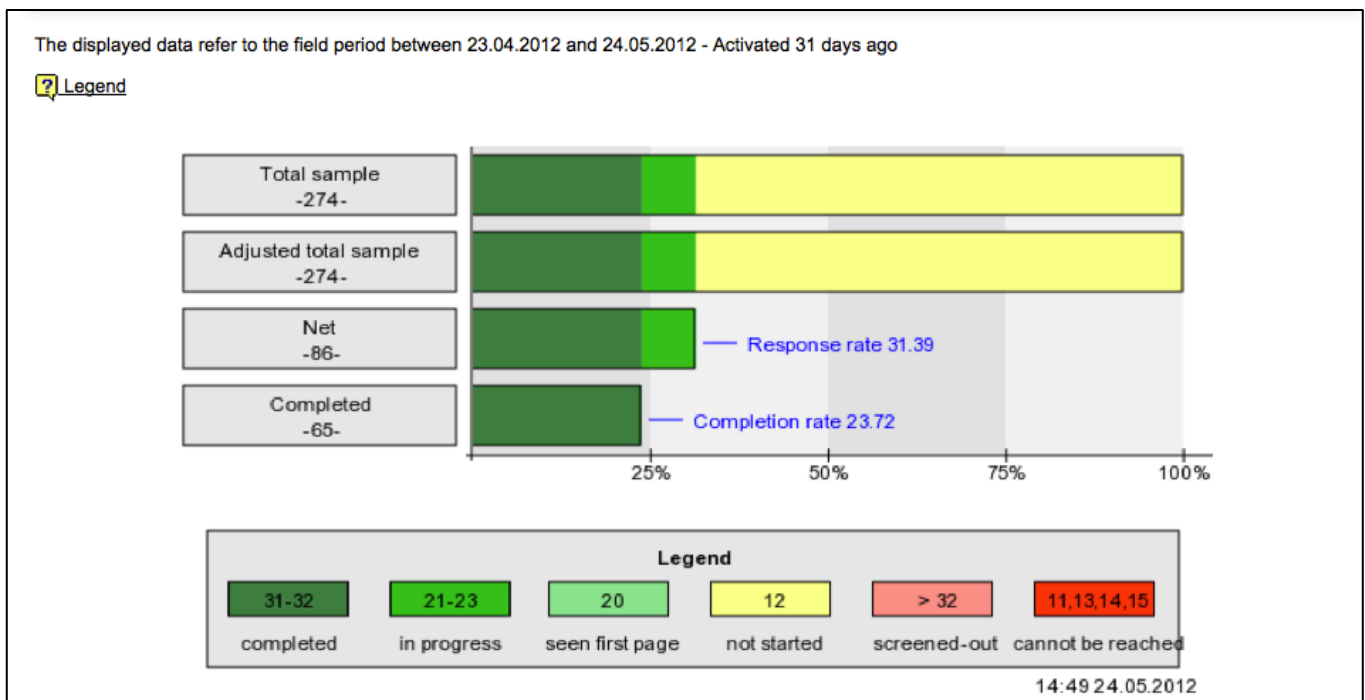 The displayed data refer to the field period between 23.04.2012 and 24.05.2012 - Activated 31 days ago
? Legend
Total sample
-274-
Adjusted total sample
-274-
Net
-86-
Response rate 31.39
Completed
-65-
Completion rate 23.72
25% 50% 75% 100%
Legend
31-32 21-23 20 12 > 32 11,13,14,15
completed in progress seen first page not started screened-out cannot be reached
14:49 24.05.2012